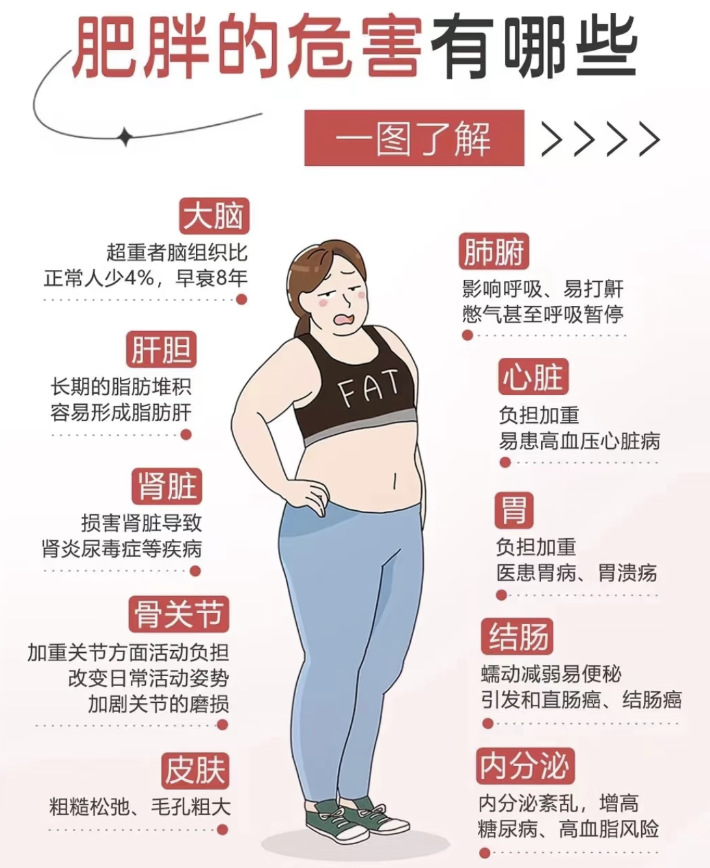 肥胖的危害有哪些
一图了解
大脑
超重者脑组织比
正常人少4%，早衰8年
肝胆
长期的脂肪堆积
容易形成脂肪肝
肾脏
损害肾脏导致
肾炎尿毒症等疾病
骨关节
加重关节方面活动负担
改变日常活动姿势
加剧关节的磨损
皮肤
粗糙松弛、毛孔粗大
FAT
肺腑
影响呼吸、易打鼾
憋气甚至呼吸暂停
心脏
负担加重
易患高血压心脏病
胃
负担加重
医患胃病、胃溃疡
结肠
蠕动减弱易便秘
引发和直肠癌、结肠癌
内分泌
内分泌紊乱，增高
糖尿病、高血脂风险